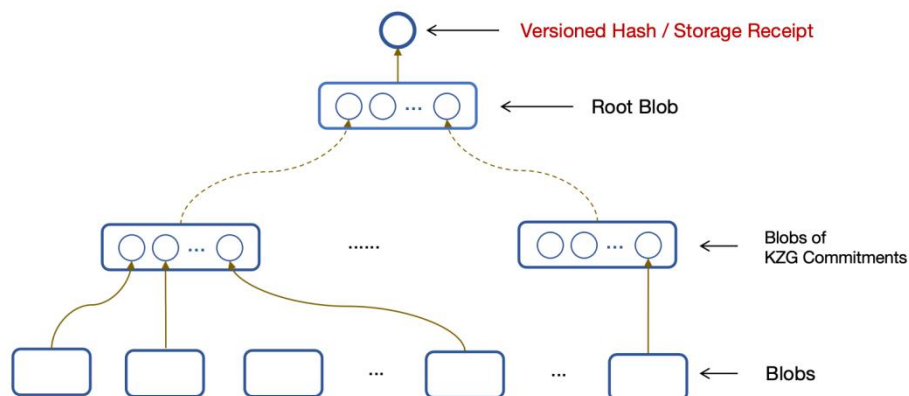 Versioned Hash / Storage Receipt
...
Root Blob
...
......
...
Blobs of
KZG Commitments
...
...
Blobs